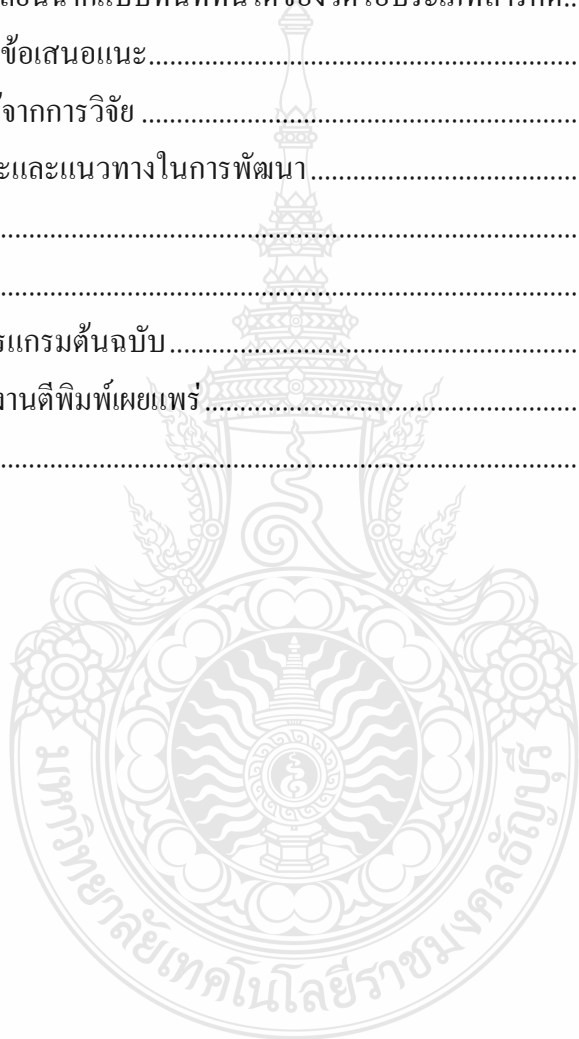 ข้อเสนอแนะ
จากการวิจัย
ะและแนวทางในการพัฒนา
รแกรมต้นฉบับ
งานตีพิมพ์เผยแพร่
มหาวิทยาลัยเทคโนโลยีราชมงคลธัญบุรี